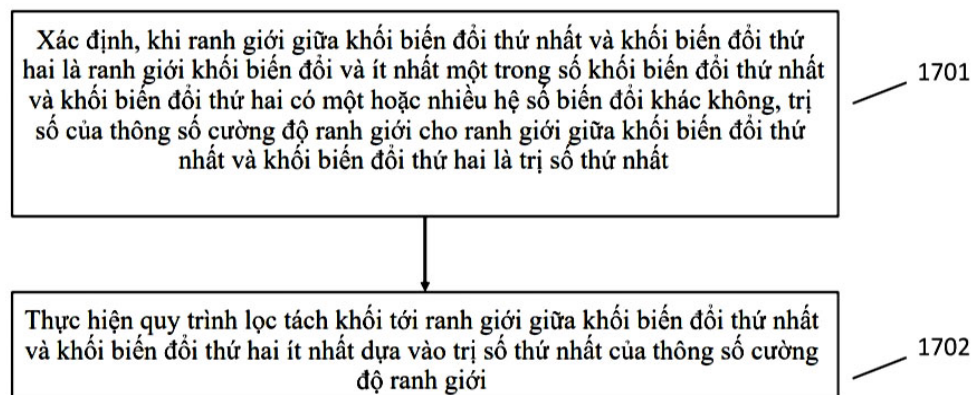 Xác định, khi ranh giới giữa khối biến đổi thứ nhất và khối biến đổi thứ
hai là ranh giới khối biến đổi và ít nhất một trong số khối biến đổi thứ nhất
và khối biến đổi thứ hai có một hoặc nhiều hệ số biến đổi khác không, trị
số của thông số cường độ ranh giới cho ranh giới giữa khối biến đổi thứ
nhất và khối biến đổi thứ hai là trị số thứ nhất
1701
Thực hiện quy trình lọc tách khối tới ranh giới giữa khối biến đổi thứ nhất
và khối biến đổi thứ hai ít nhất dựa vào trị số thứ nhất của thông số cường
độ ranh giới
1702